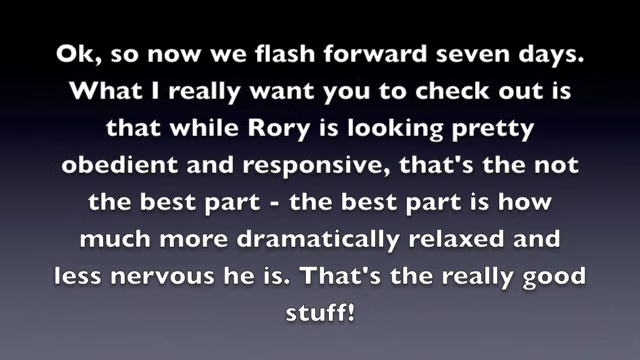 Ok, so now we flash forward seven days.
What I really want you to check out is
that while Rory is looking pretty
obedient and responsive, that's the not
the best part - the best part is how
much more dramatically relaxed and
less nervous he is. That's the really good
stuff!